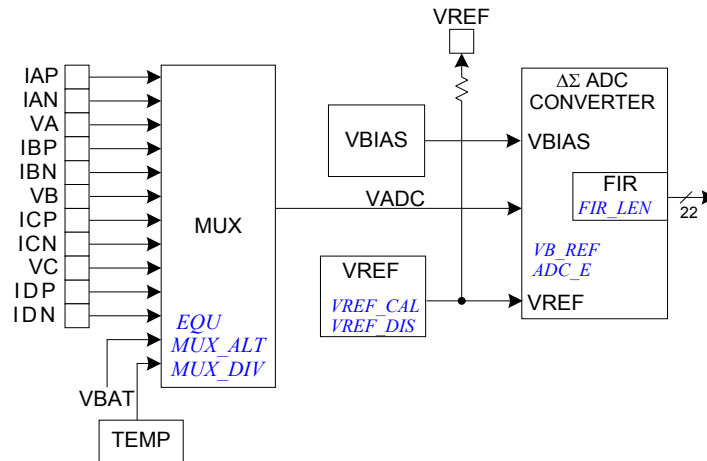 VREF
IAP
IAN
VA
IBP
IBN
VB
ICP
ICN
VC
IDP
IDN
VBAT
TEMP
MUX
EQU
MUX_ALT
MUX_DIV
VBIAS
VADC
VREF
VREF_CAL
VREF_DIS
ΔΣ ADC
CONVERTER
VBIAS
FIR
FIR_LEN
22
VB_REF
ADC_E
VREF